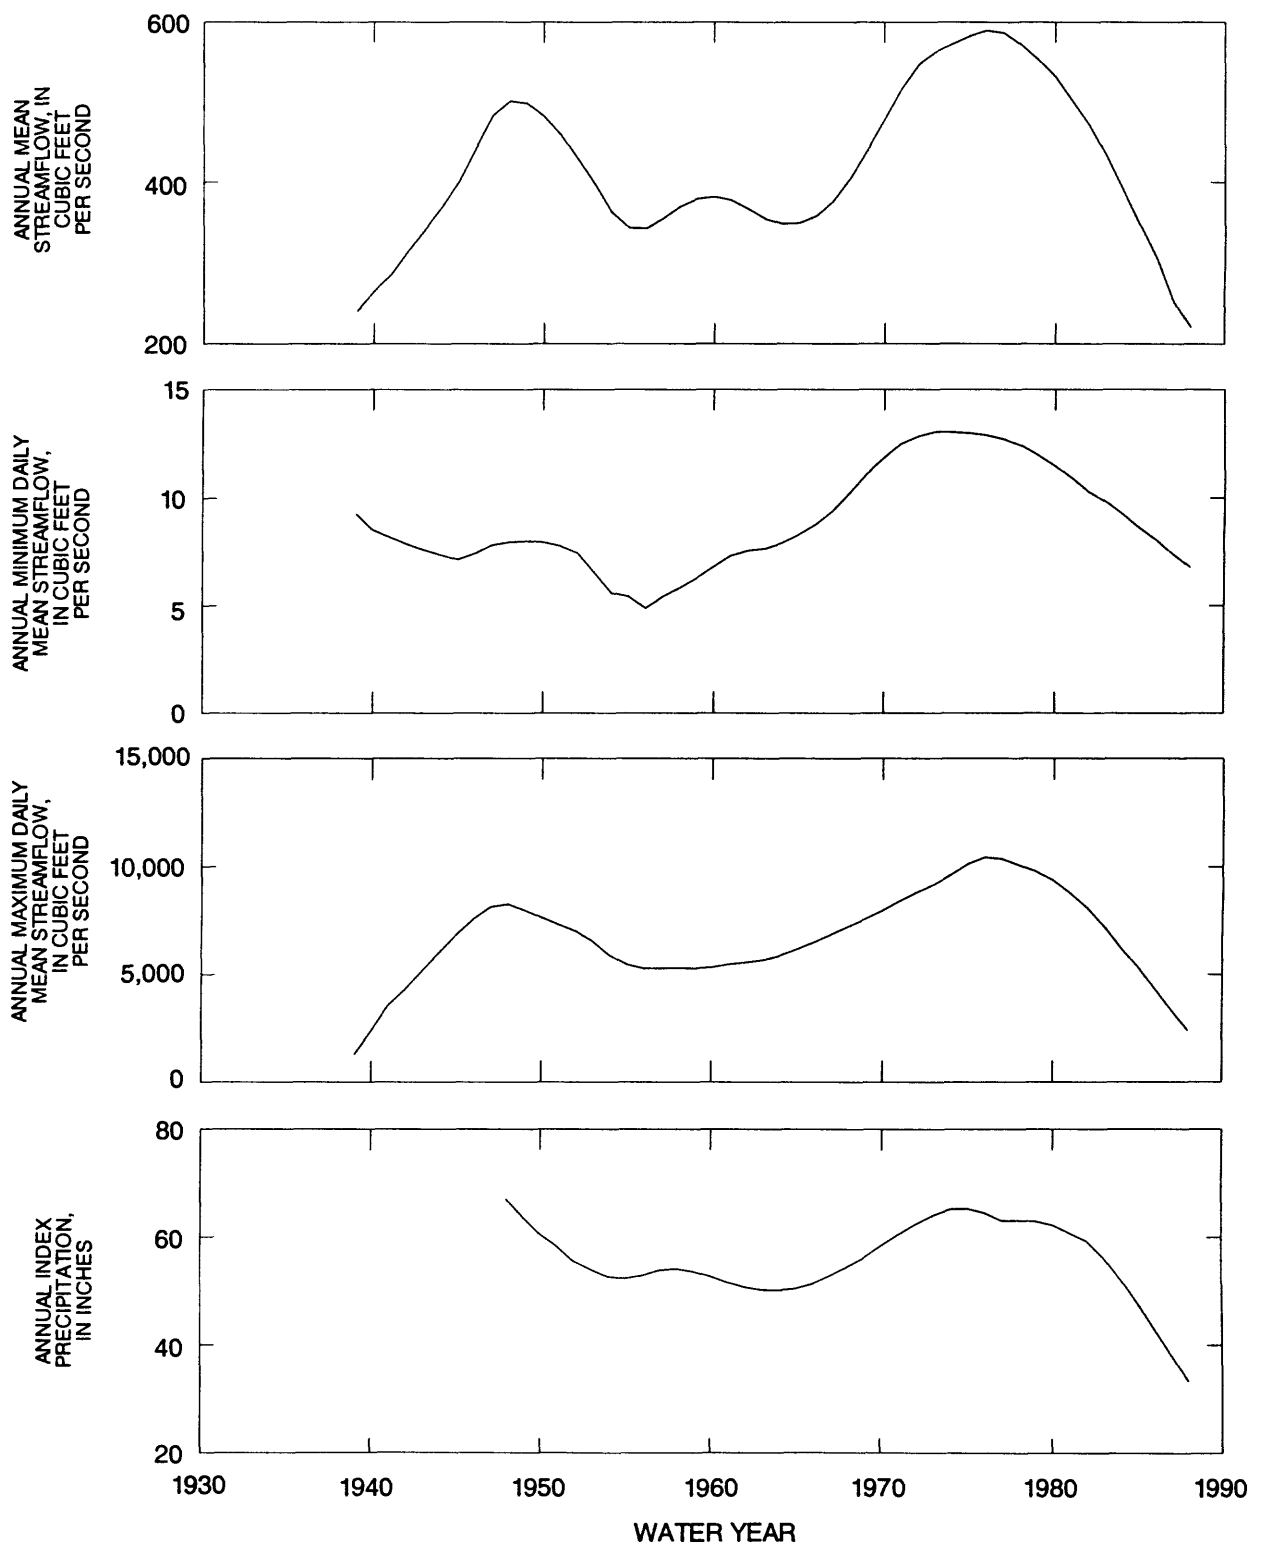 ANNUAL MEAN
STREAMFLOW, IN
CUBIC FEET
PER SECOND
600
400
200
ANNUAL MINIMUM DAILY
MEAN STREAMFLOW,
IN CUBIC FEET
PER SECOND
15
10
5
0
ANNUAL MAXIMUM DAILY
MEAN STREAMFLOW,
IN CUBIC FEET
PER SECOND
15,000
10,000
5,000
0
ANNUAL INDEX
PRECIPITATION,
IN INCHES
80
60
40
20
1930 1940 1950 1960 1970 1980 1990
WATER YEAR